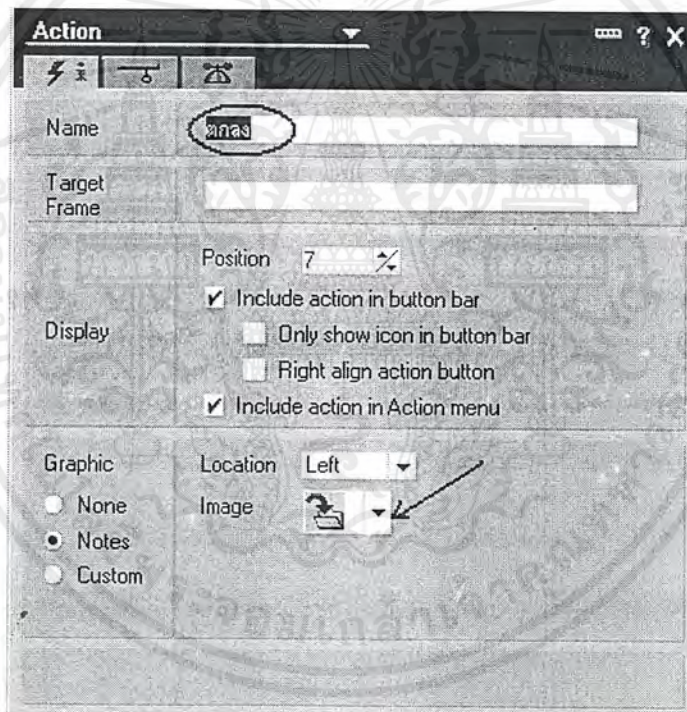 Action
? X
Name
ตกลง
Target
Frame
Position 7
Include action in button bar
Display
Only show icon in button bar
Right align action button
Include action in Action menu
Graphic
Location Left
None
Image
Notes
Custom